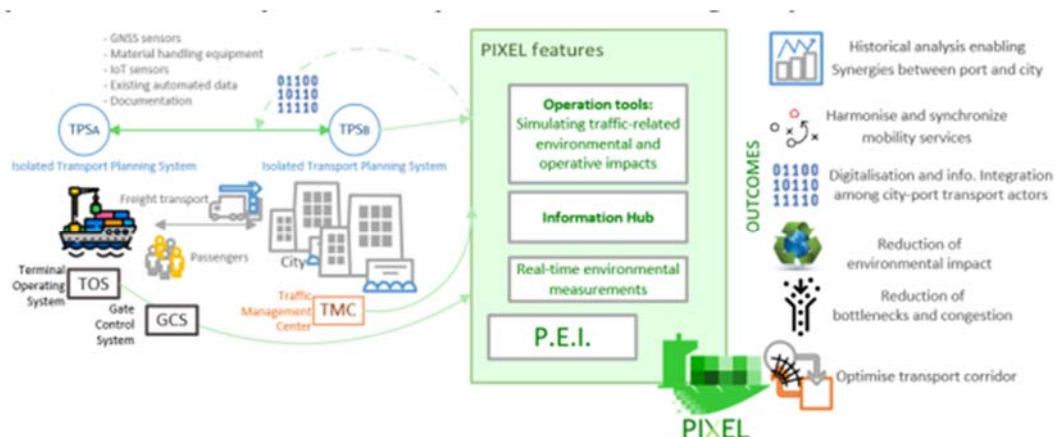 - GNSS sensors
- Material handling equipment
- IoT sensors
- Existing automated data
- Documentation
01100
10110
11110
TPSA
TPSB
Isolated Transport Planning System
Isolated Transport Planning System
Freight transport
Passengers
City
Terminal
Operating
System
TOS
Gate
Control
System
GCS
Traffic
Management
Center
TMC
PIXEL features
Operation tools:
Simulating traffic-related
environmental and
operative impacts
Information Hub
Real-time environmental
measurements
P.E.I.
PIXEL
OUTCOMES
Historical analysis enabling
Synergies between port and city
Harmonise and synchronize
mobility services
01100
10110
11110
Digitalisation and info. Integration
among city-port transport actors
Reduction of
environmental impact
Reduction of
bottlenecks and congestion
Optimise transport corridor